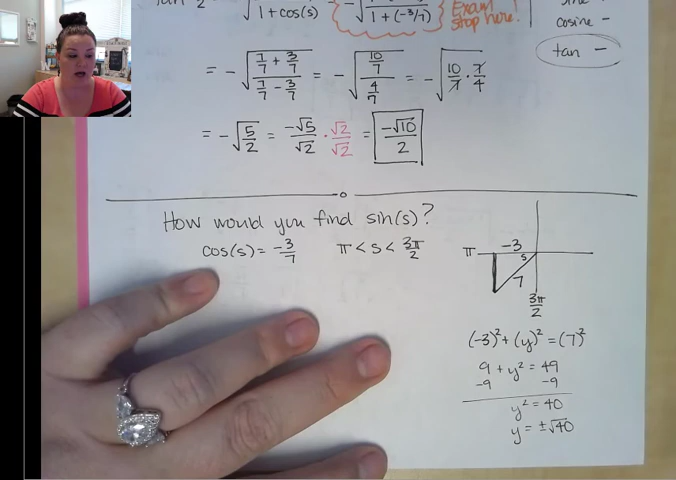 tan 2
1 + cos(s)
1 + (-3/7)
Exam
stop here!
cosine -
tan -
= -√((7/7 + 3/7)/(7/7 - 3/7)) = -√((10/7)/(4/7)) = -√(10/7 · 7/4)
= -√(5/2) = -√5/√2 · √2/√2 = -√10/2
How would you find sin(s)?
cos(s) = -3/7 π < s < 3π/2
π
-3
s
7
3π/2
(-3)² + (y)² = (7)²
9 + y² = 49
-9 -9
y² = 40
y = ±√40